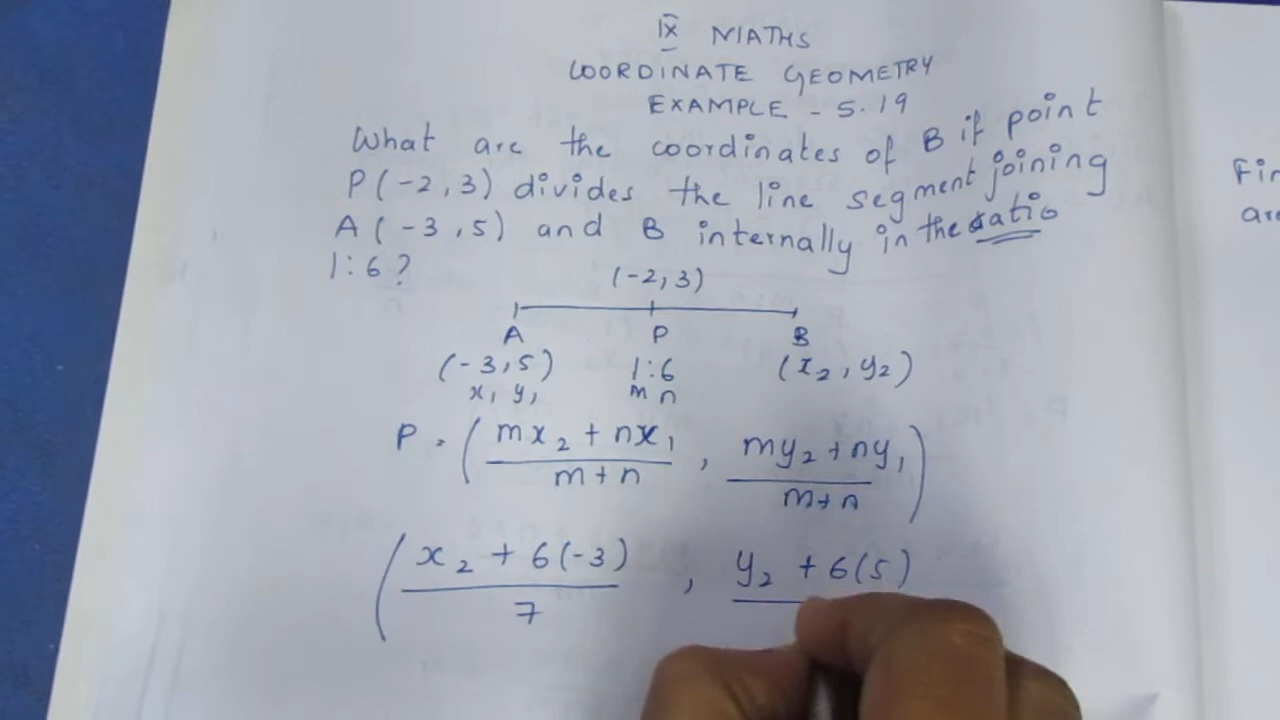 IX MATHS
COORDINATE GEOMETRY
EXAMPLE - 5.19
What are the coordinates of B if point
P(-2,3) divides the line segment joining
A(-3,5) and B internally in the ratio
1:6?
(-2,3)
A P B
(-3,5) 1:6 (x₂, y₂)
x₁ y₁ m n
P = ( mx₂ + nx₁ / m+n , my₂ + ny₁ / m+n )
( x₂ + 6(-3) / 7 , y₂ + 6(5)